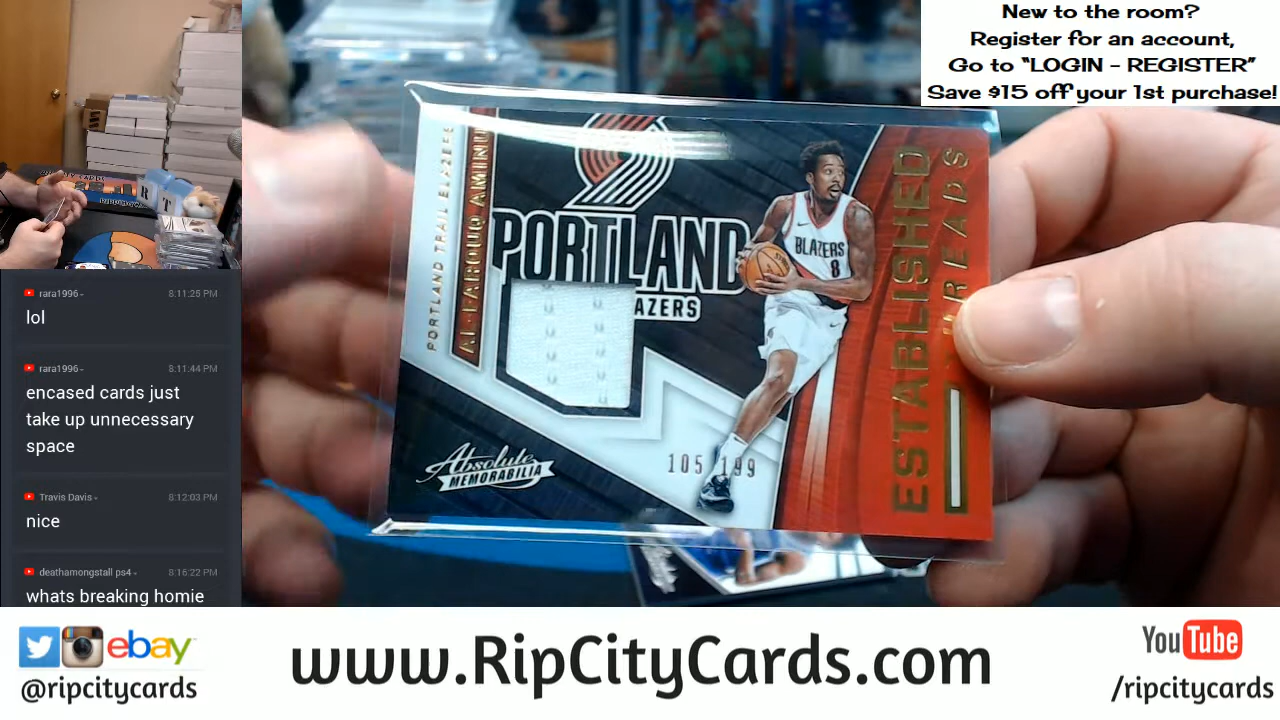 New to the room?
Register for an account,
Go to “LOGIN - REGISTER”
Save $15 off your 1st purchase!
rara1996
8:11:25 PM
lol
rara1996
8:11:44 PM
encased cards just
take up unnecessary
space
Travis Davis
8:12:03 PM
nice
deathamongstall ps4
8:16:22 PM
whats breaking homie
PORTLAND TRAIL BLAZERS
AL-FAROUQ AMINU
PORTLAND
AZERS
BLAZERS
8
ESTABLISHED
READS
105 199
Absolute
MEMORABILIA
R
T
ebay
@ripcitycards
www.RipCityCards.com
YouTube
/ripcitycards